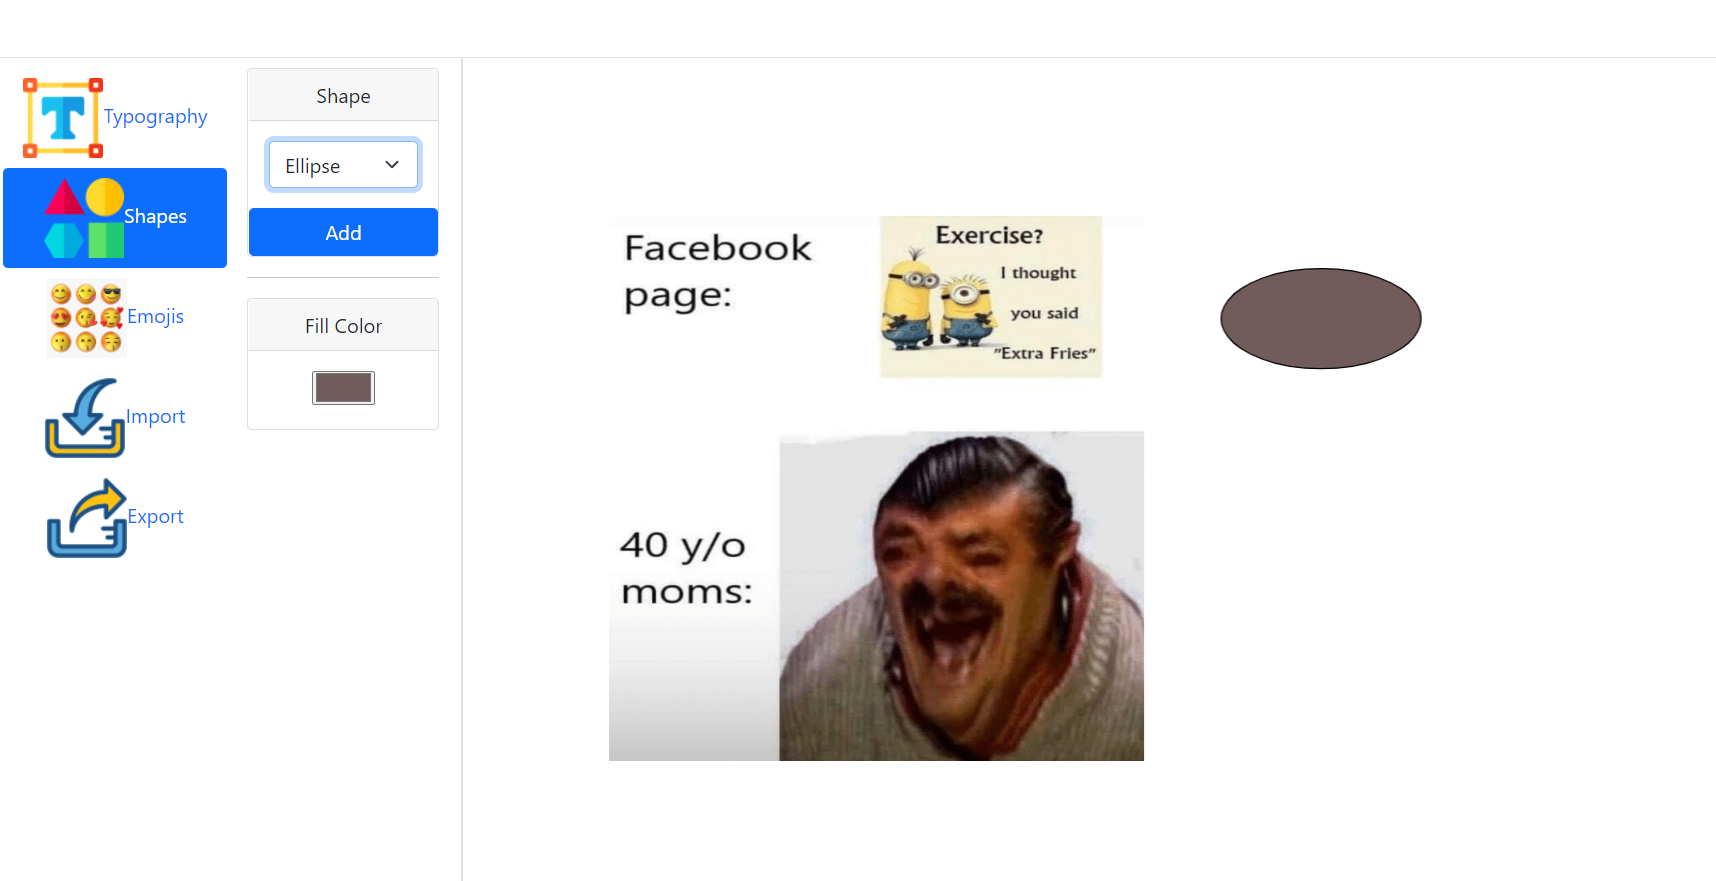 Typography
Shapes
Emojis
Import
Export
Shape
Ellipse
Add
Fill Color
Facebook
page:
Exercise?
I thought
you said
"Extra Fries"
40 y/o
moms: